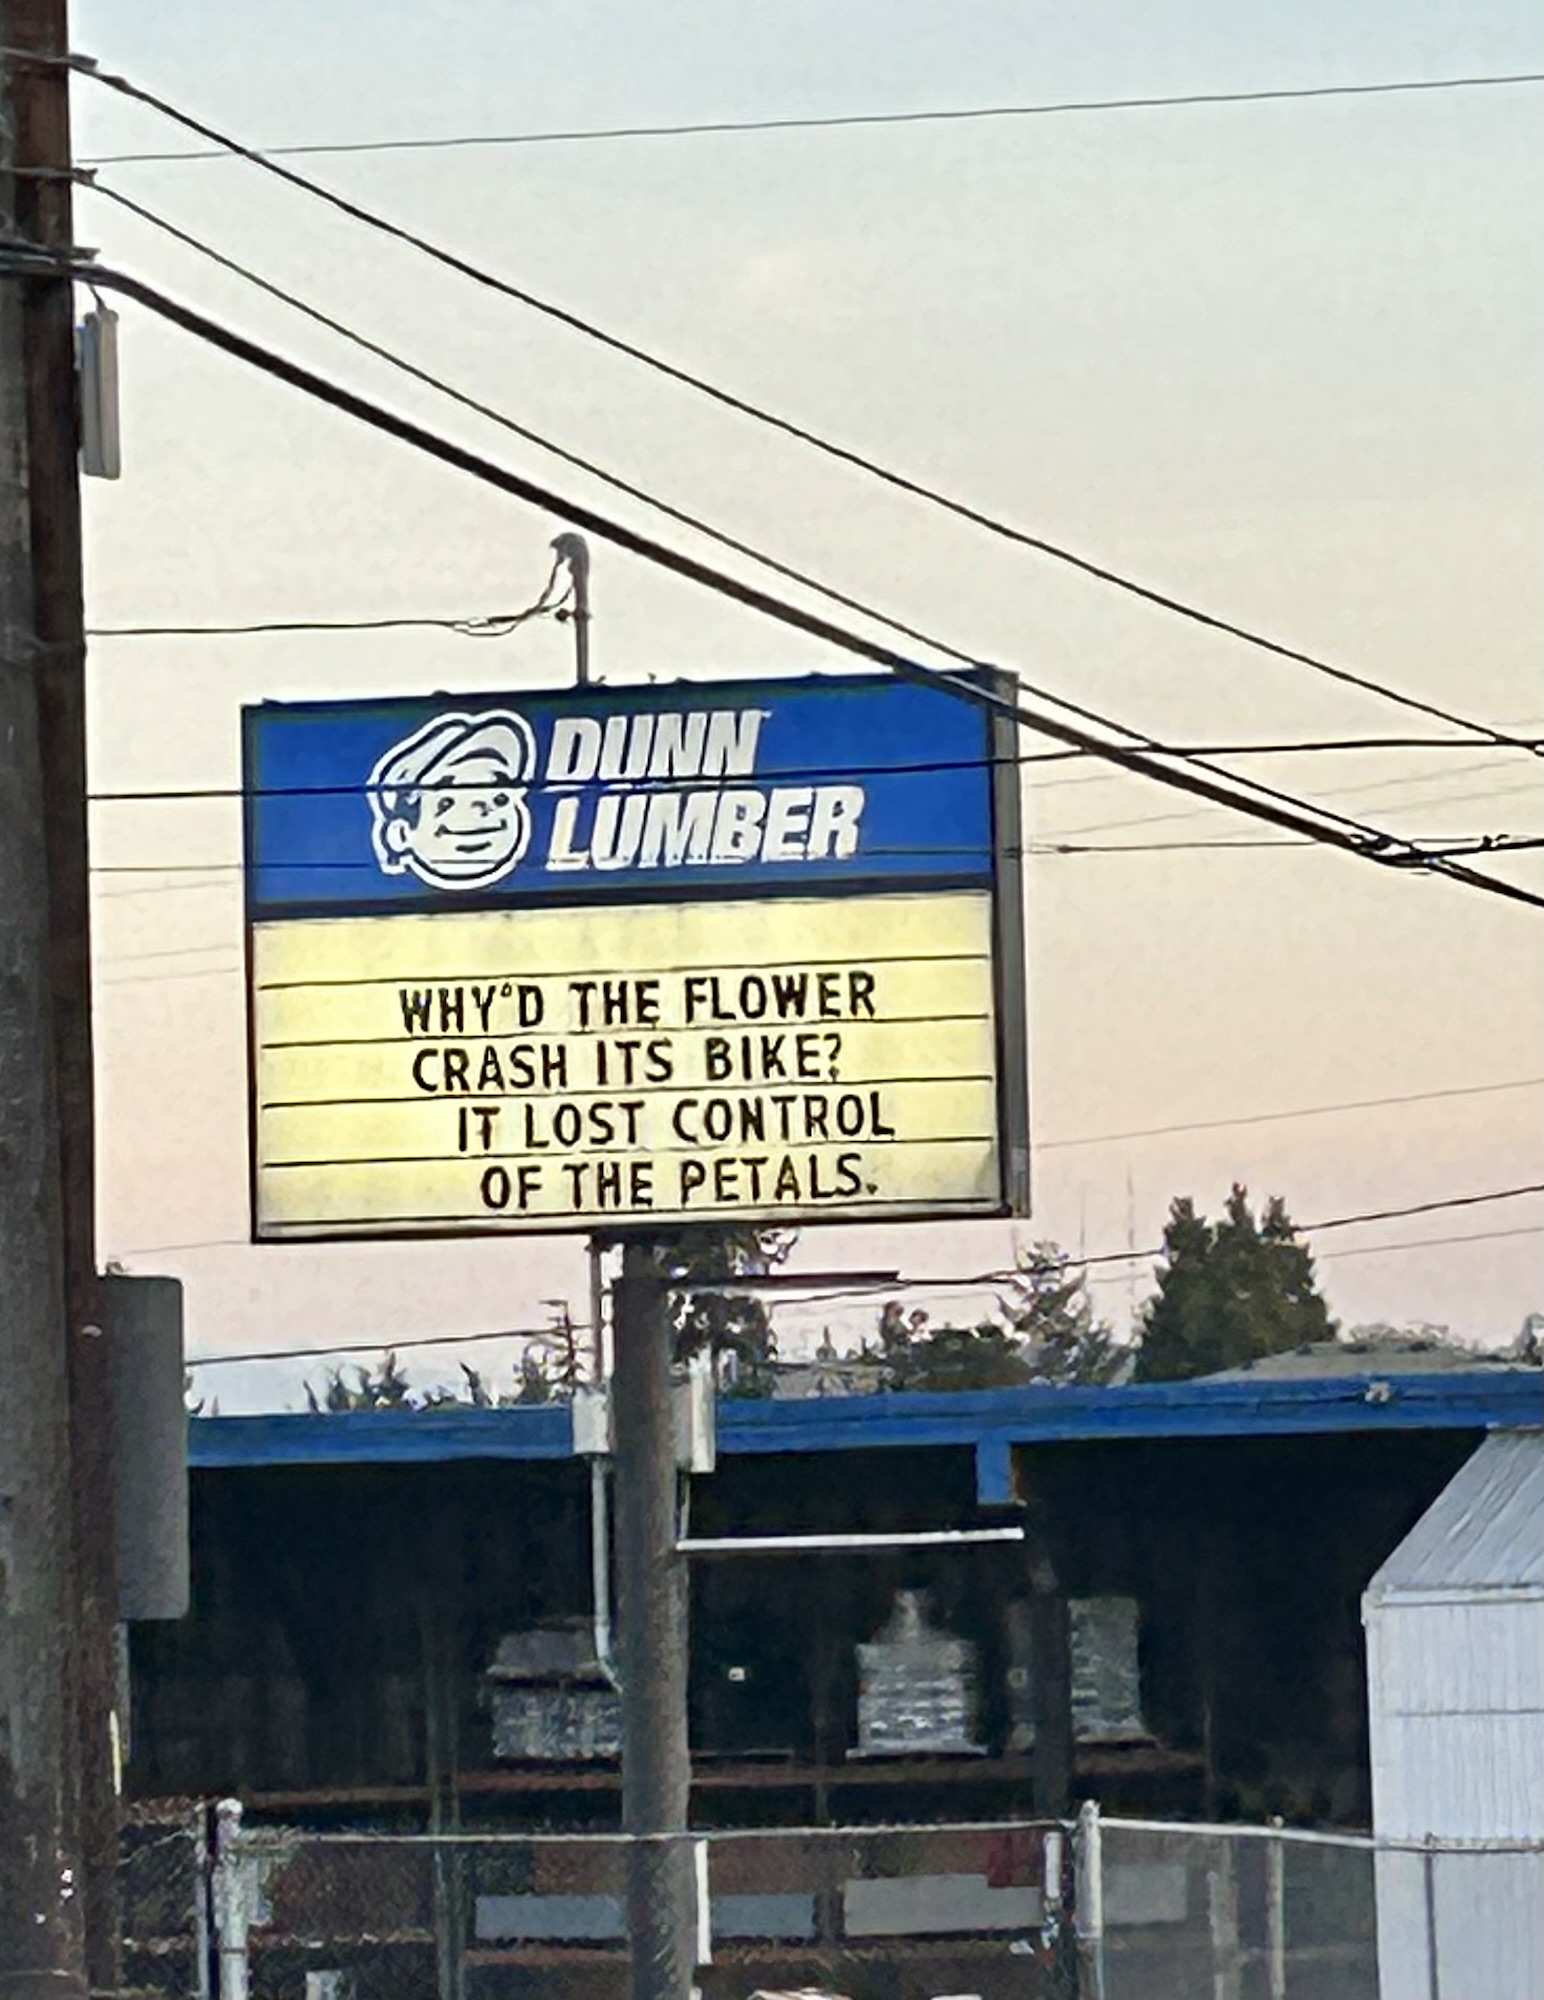 DUNN
LUMBER
WHY'D THE FLOWER
CRASH ITS BIKE?
IT LOST CONTROL
OF THE PETALS.